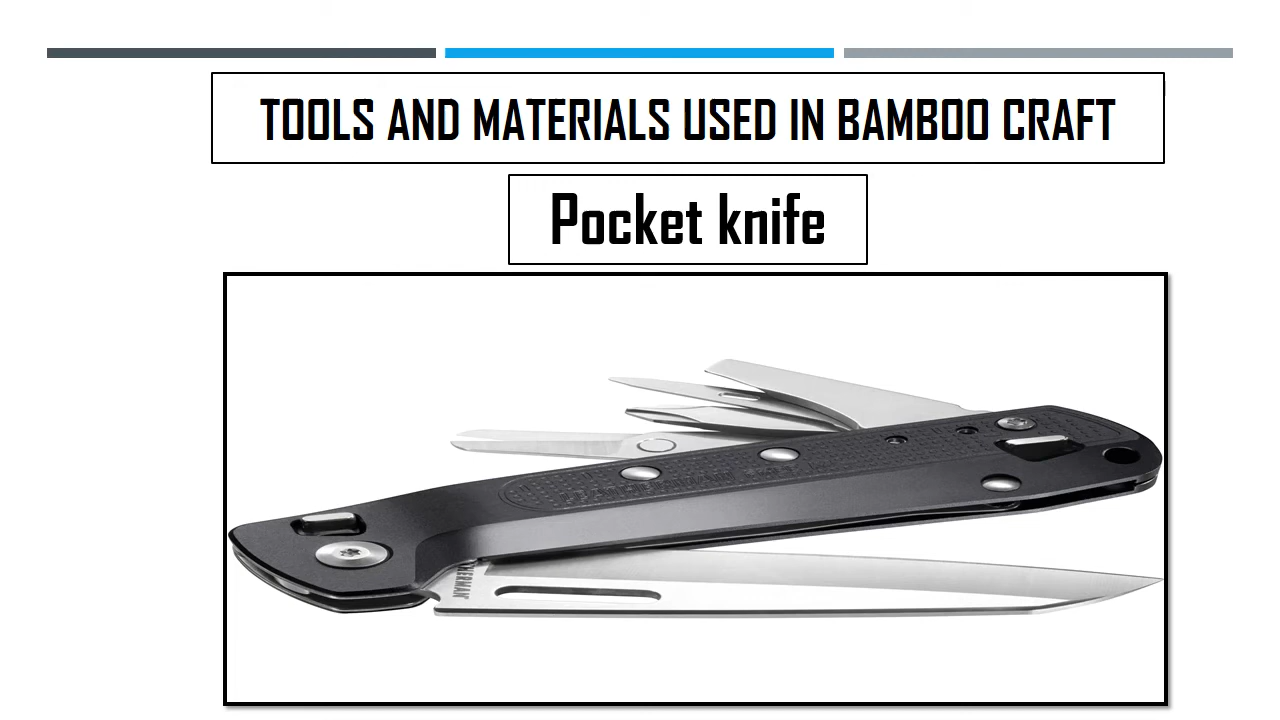 TOOLS AND MATERIALS USED IN BAMBOO CRAFT
Pocket knife